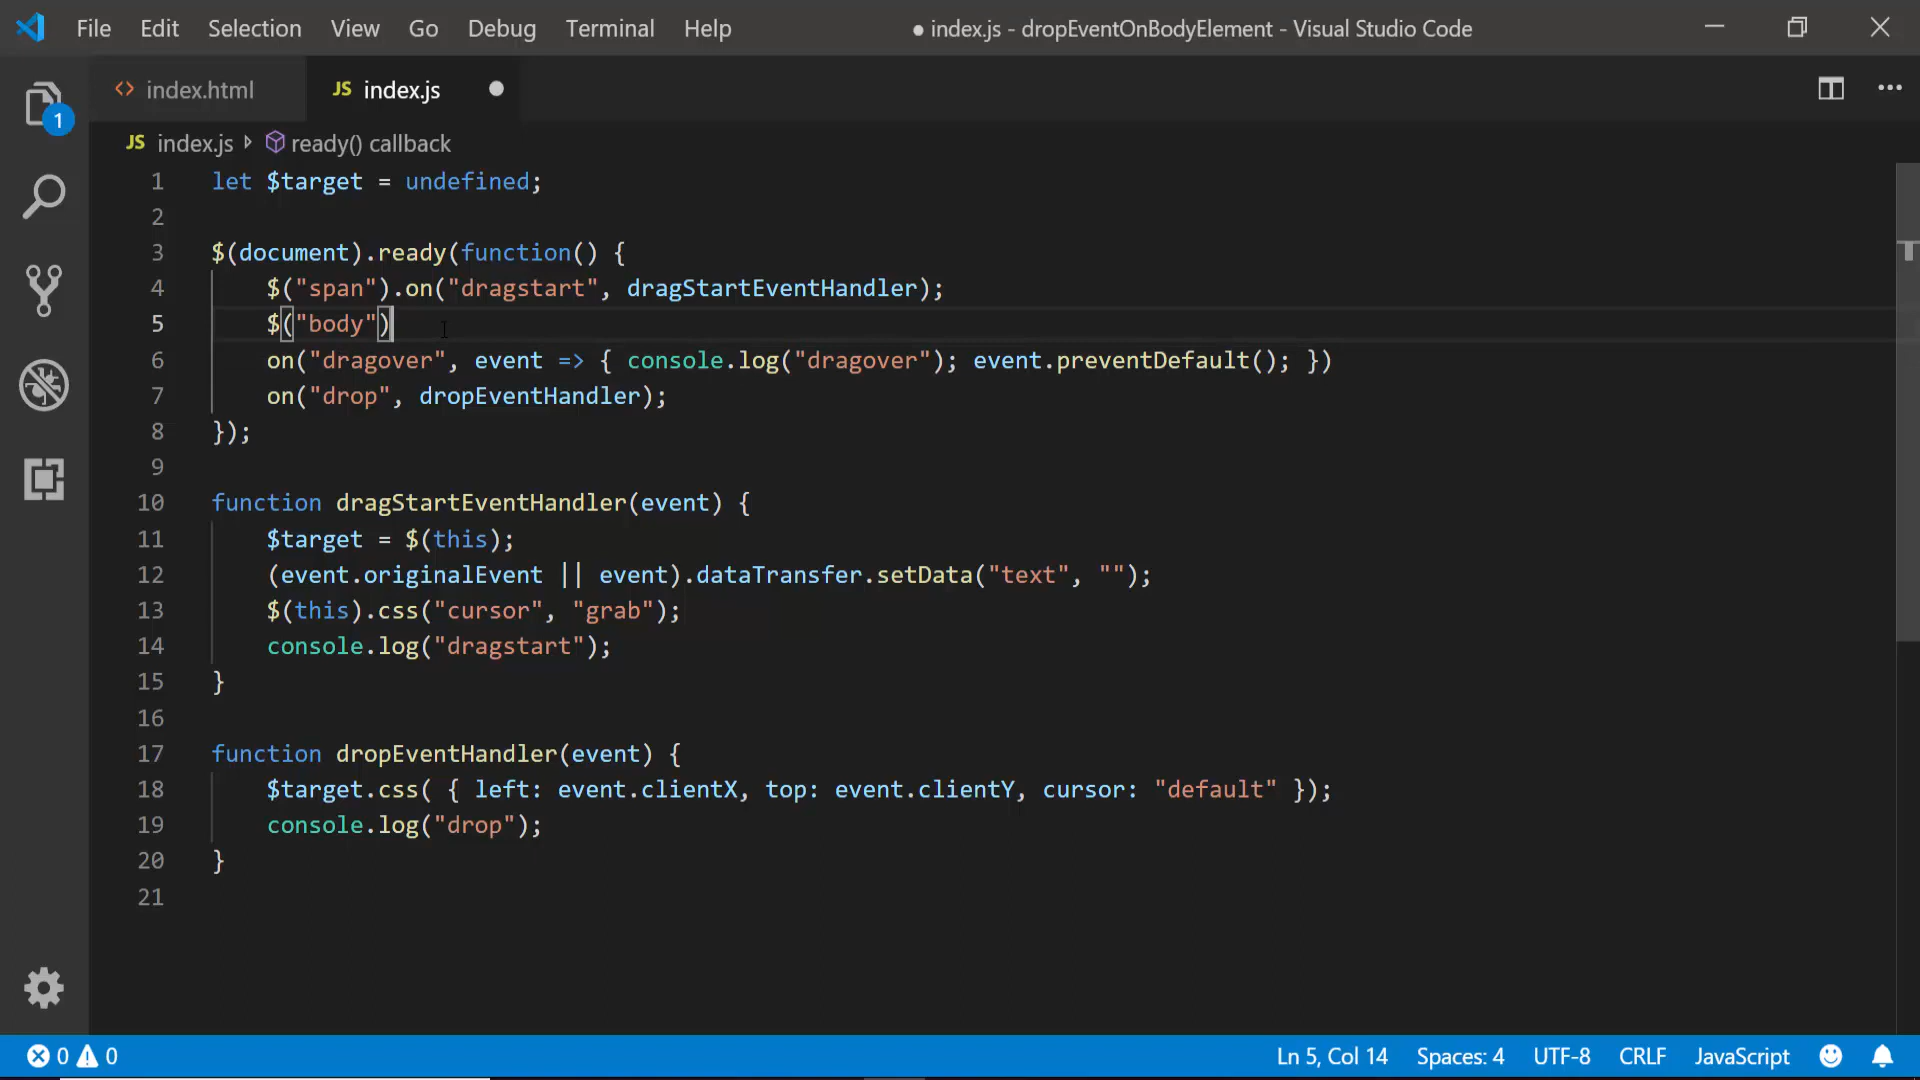 File Edit Selection View Go Debug Terminal Help ● index.js - dropEventOnBodyElement - Visual Studio Code
<> index.html JS index.js
1
JS index.js ready() callback
1 let $target = undefined;
2
3 $(document).ready(function() {
4 $("span").on("dragstart", dragStartEventHandler);
5 $("body")
6 on("dragover", event => { console.log("dragover"); event.preventDefault(); })
7 on("drop", dropEventHandler);
8 });
9
10 function dragStartEventHandler(event) {
11 $target = $(this);
12 (event.originalEvent || event).dataTransfer.setData("text", "");
13 $(this).css("cursor", "grab");
14 console.log("dragstart");
15 }
16
17 function dropEventHandler(event) {
18 $target.css( { left: event.clientX, top: event.clientY, cursor: "default" });
19 console.log("drop");
20 }
21
0 0 Ln 5, Col 14 Spaces: 4 UTF-8 CRLF JavaScript